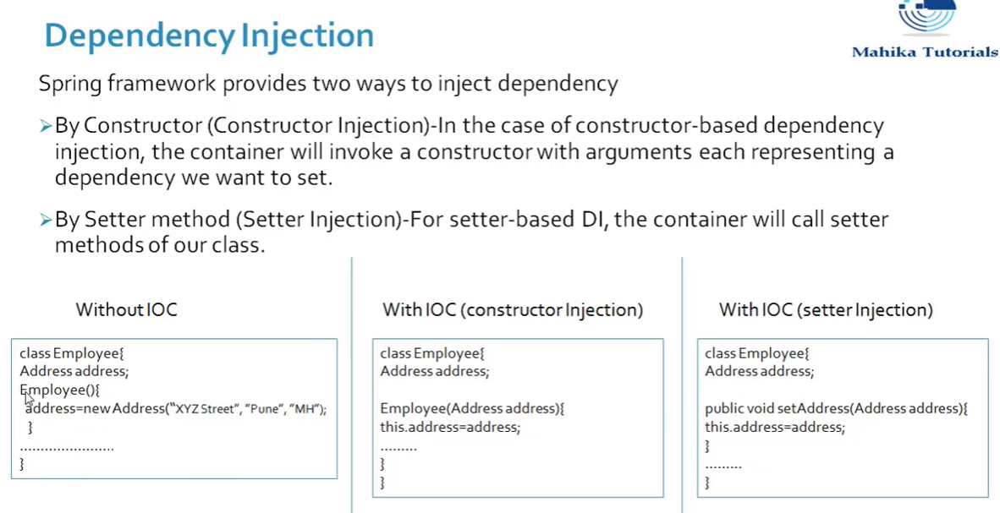 Dependency Injection
Mahika Tutorials
Spring framework provides two ways to inject dependency
➢By Constructor (Constructor Injection)-In the case of constructor-based dependency
injection, the container will invoke a constructor with arguments each representing a
dependency we want to set.
➢By Setter method (Setter Injection)-For setter-based DI, the container will call setter
methods of our class.
Without IOC
class Employee{
Address address;
Employee(){
address=new Address("XYZ Street", "Pune", "MH");
}
.......................
}
With IOC (constructor Injection)
class Employee{
Address address;
Employee(Address address){
this.address=address;
.........
}
}
With IOC (setter Injection)
class Employee{
Address address;
public void setAddress(Address address){
this.address=address;
}
.........
}